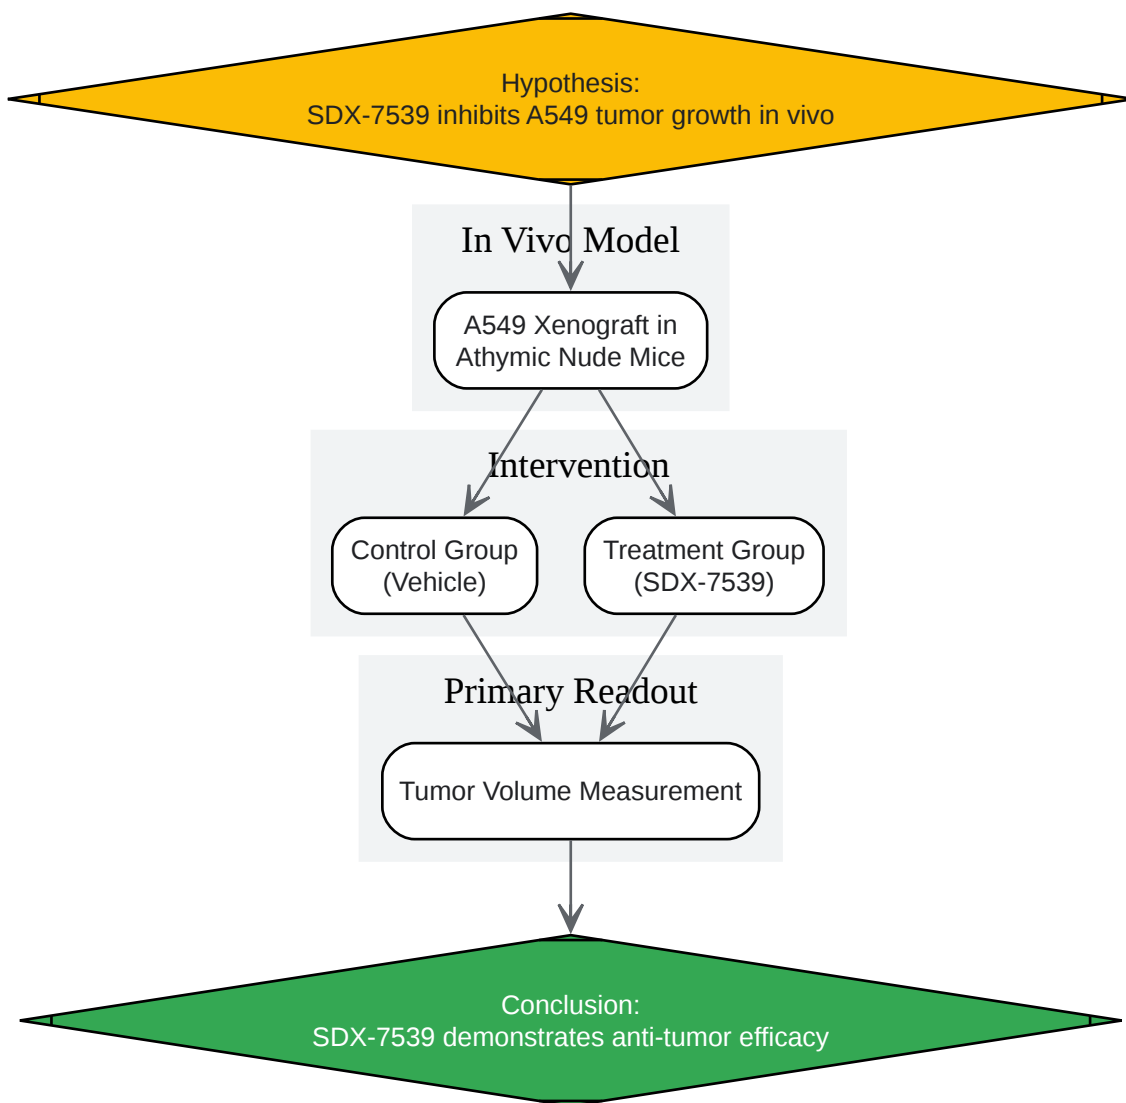 Hypothesis:
SDX-7539 inhibits A549 tumor growth in vivo
In Vivo Model
A549 Xenograft in
Athymic Nude Mice
Intervention
Control Group
(Vehicle)
Treatment Group
(SDX-7539)
Primary Readout
Tumor Volume Measurement
Conclusion:
SDX-7539 demonstrates anti-tumor efficacy